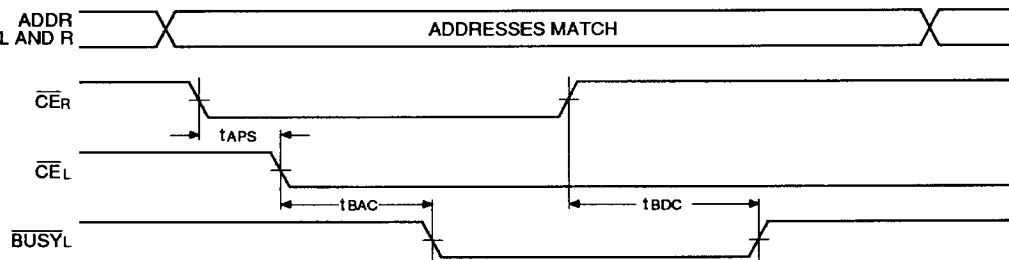 ADDR
L AND R
ADDRESSES MATCH
CER
tAPS
CEL
tBAC
tBDC
BUSYL